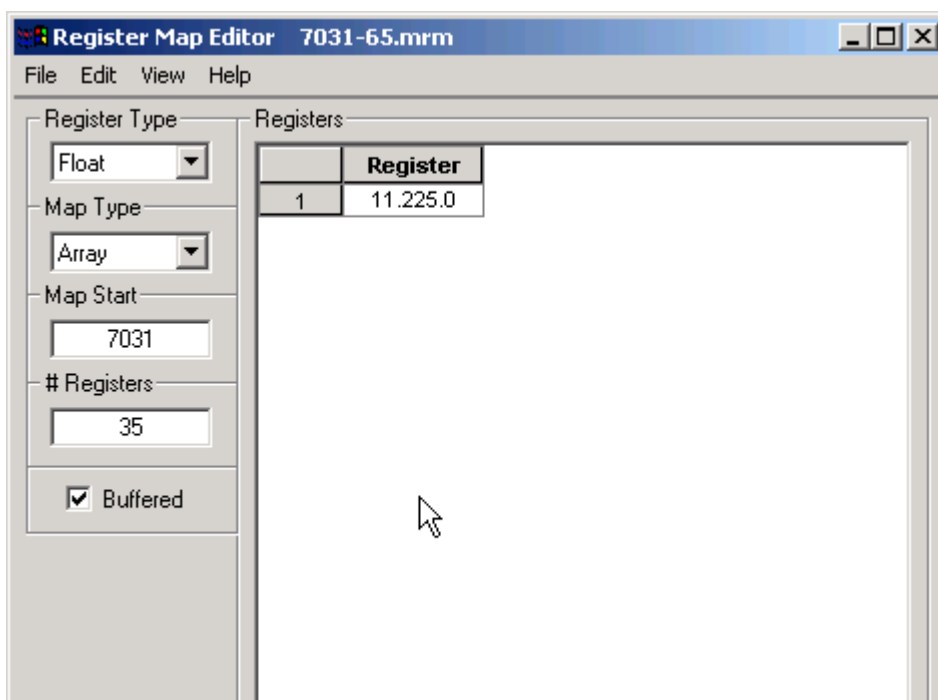 Register Map Editor 7031-65.mrm
File Edit View Help
Register Type
Float
Map Type
Array
Map Start
7031
# Registers
35
Buffered
Registers
Register
1 11.225.0